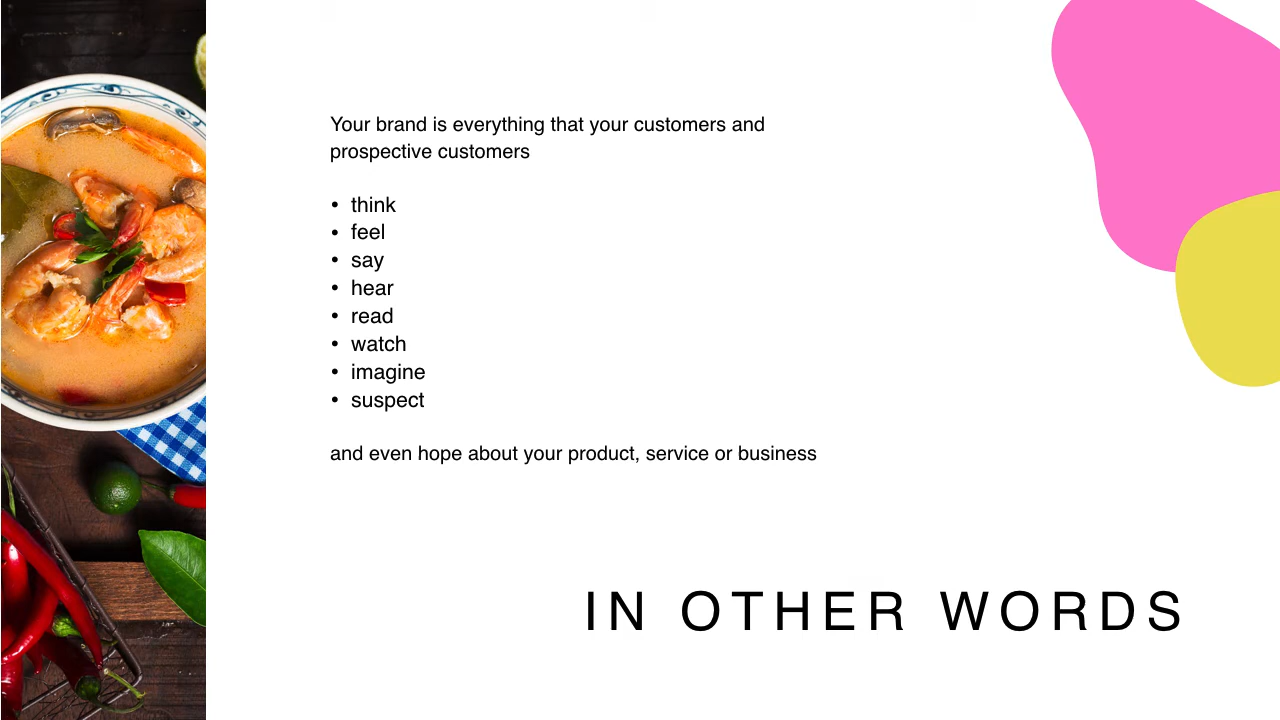 Your brand is everything that your customers and
prospective customers
• think
• feel
• say
• hear
• read
• watch
• imagine
• suspect
and even hope about your product, service or business
IN OTHER WORDS